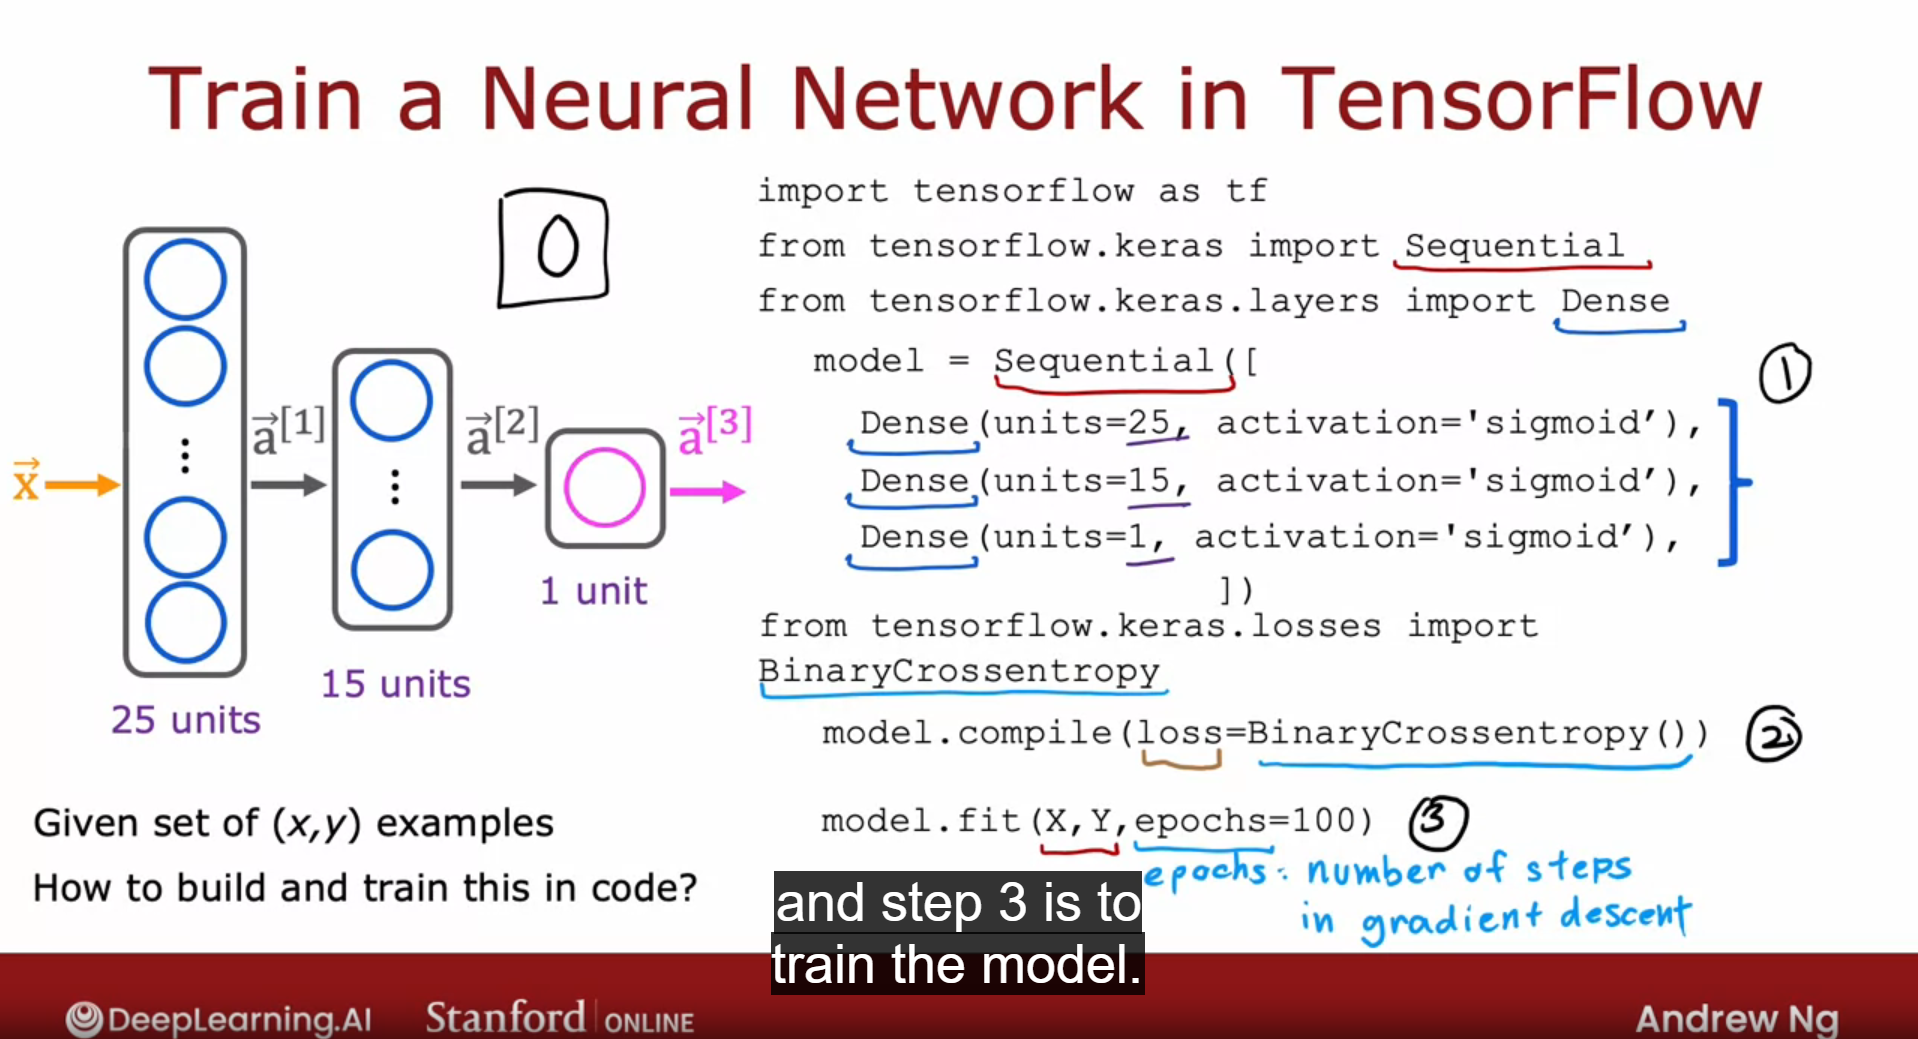 Train a Neural Network in TensorFlow
0
x⃗
a⃗[1]
a⃗[2]
a⃗[3]
25 units
15 units
1 unit
Given set of (x,y) examples
How to build and train this in code?
import tensorflow as tf
from tensorflow.keras import Sequential
from tensorflow.keras.layers import Dense
model = Sequential([
Dense(units=25, activation='sigmoid’),
Dense(units=15, activation='sigmoid’),
Dense(units=1, activation='sigmoid’),
])
1
from tensorflow.keras.losses import
BinaryCrossentropy
model.compile(loss=BinaryCrossentropy()) 2
model.fit(X,Y,epochs=100) 3
epochs: number of steps
in gradient descent
and step 3 is to
train the model.
DeepLearning.AI Stanford ONLINE Andrew Ng